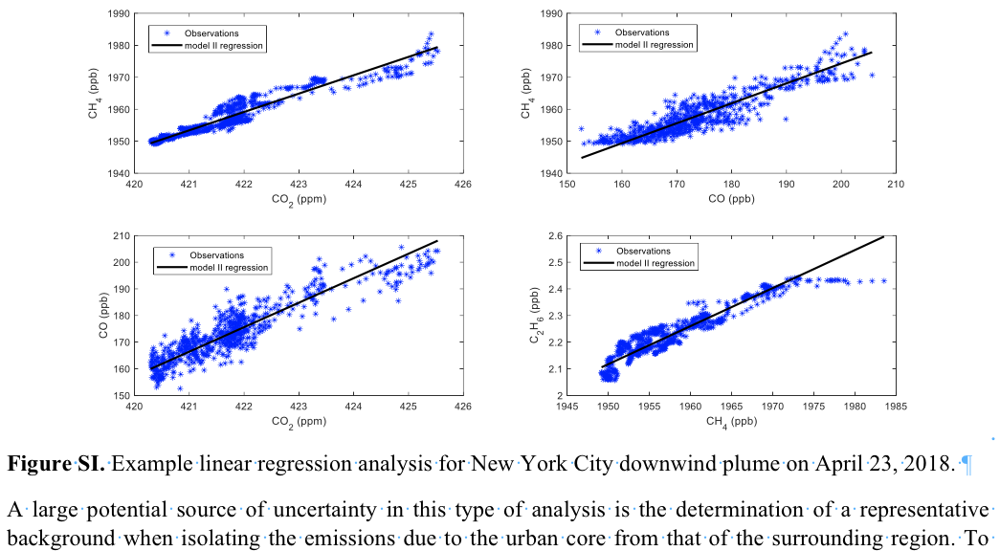 1990
1980
1970
1960
1950
1940
CH4 (ppb)
Observations
model II regression
420 421 422 423 424 425 426
CO2 (ppm)
1990
1980
1970
1960
1950
1940
CH4 (ppb)
Observations
model II regression
150 160 170 180 190 200 210
CO (ppb)
210
200
190
180
170
160
150
CO (ppb)
Observations
model II regression
420 421 422 423 424 425 426
CO2 (ppm)
2.6
2.5
2.4
2.3
2.2
2.1
2
C2H6 (ppb)
Observations
model II regression
1945 1950 1955 1960 1965 1970 1975 1980 1985
CH4 (ppb)
Figure·SI.·Example·linear·regression·analysis·for·New·York·City·downwind·plume·on·April·23,·2018.·¶
A·large·potential·source·of·uncertainty·in·this·type·of·analysis·is·the·determination·of·a·representative·
background·when·isolating·the·emissions·due·to·the·urban·core·from·that·of·the·surrounding·region.·To·